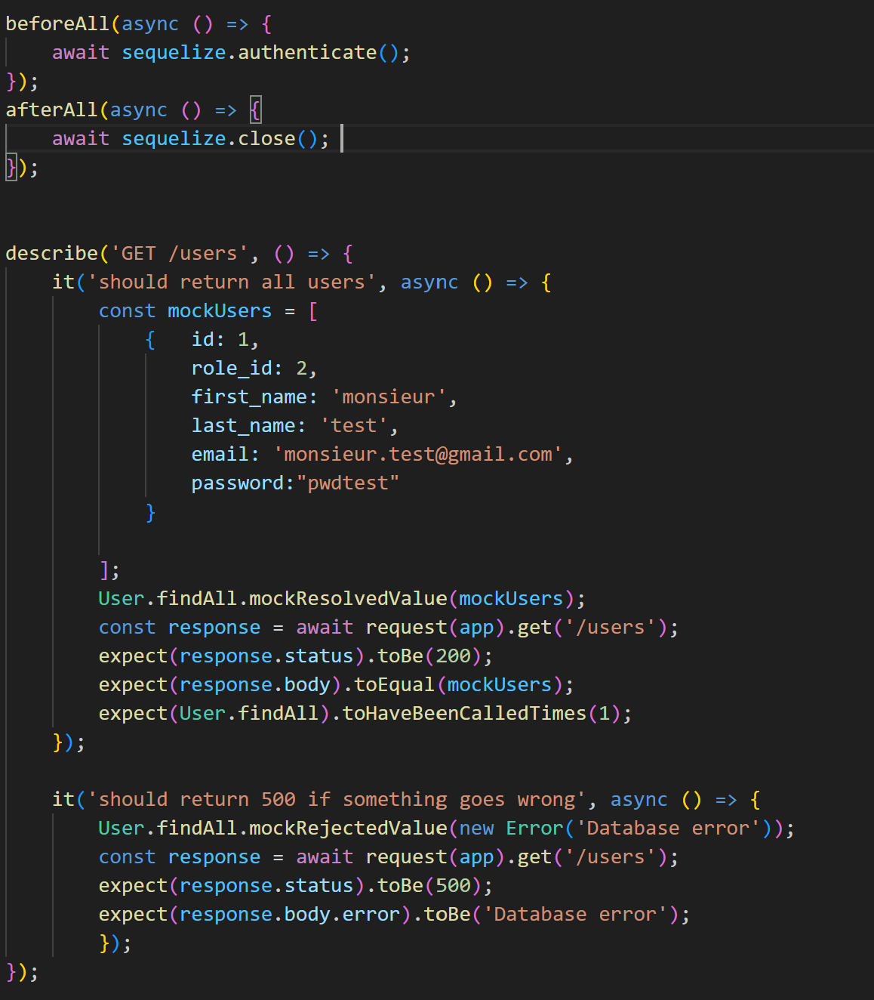 beforeAll(async () => {
    await sequelize.authenticate();
});
afterAll(async () => {
    await sequelize.close();
});
describe('GET /users', () => {
    it('should return all users', async () => {
        const mockUsers = [
            {   id: 1,
                role_id: 2,
                first_name: 'monsieur',
                last_name: 'test',
                email: 'monsieur.test@gmail.com',
                password:"pwdtest"
            }
        ];
        User.findAll.mockResolvedValue(mockUsers);
        const response = await request(app).get('/users');
        expect(response.status).toBe(200);
        expect(response.body).toEqual(mockUsers);
        expect(User.findAll).toHaveBeenCalledTimes(1);
    });
    it('should return 500 if something goes wrong', async () => {
        User.findAll.mockRejectedValue(new Error('Database error'));
        const response = await request(app).get('/users');
        expect(response.status).toBe(500);
        expect(response.body.error).toBe('Database error');
        });
});